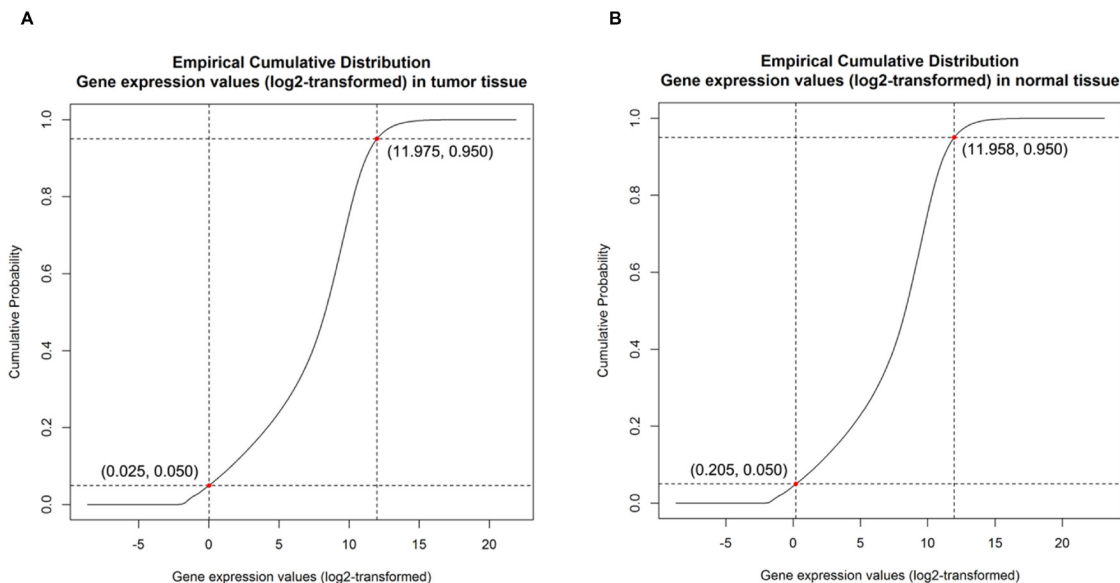 A
Empirical Cumulative Distribution
Gene expression values (log2-transformed) in tumor tissue
1.0
0.8
0.6
0.4
0.2
0.0
Cumulative Probability
(11.975, 0.950)
(0.025, 0.050)
-5
0
5
10
15
20
Gene expression values (log2-transformed)
B
Empirical Cumulative Distribution
Gene expression values (log2-transformed) in normal tissue
1.0
0.8
0.6
0.4
0.2
0.0
Cumulative Probability
(11.958, 0.950)
(0.205, 0.050)
-5
0
5
10
15
20
Gene expression values (log2-transformed)